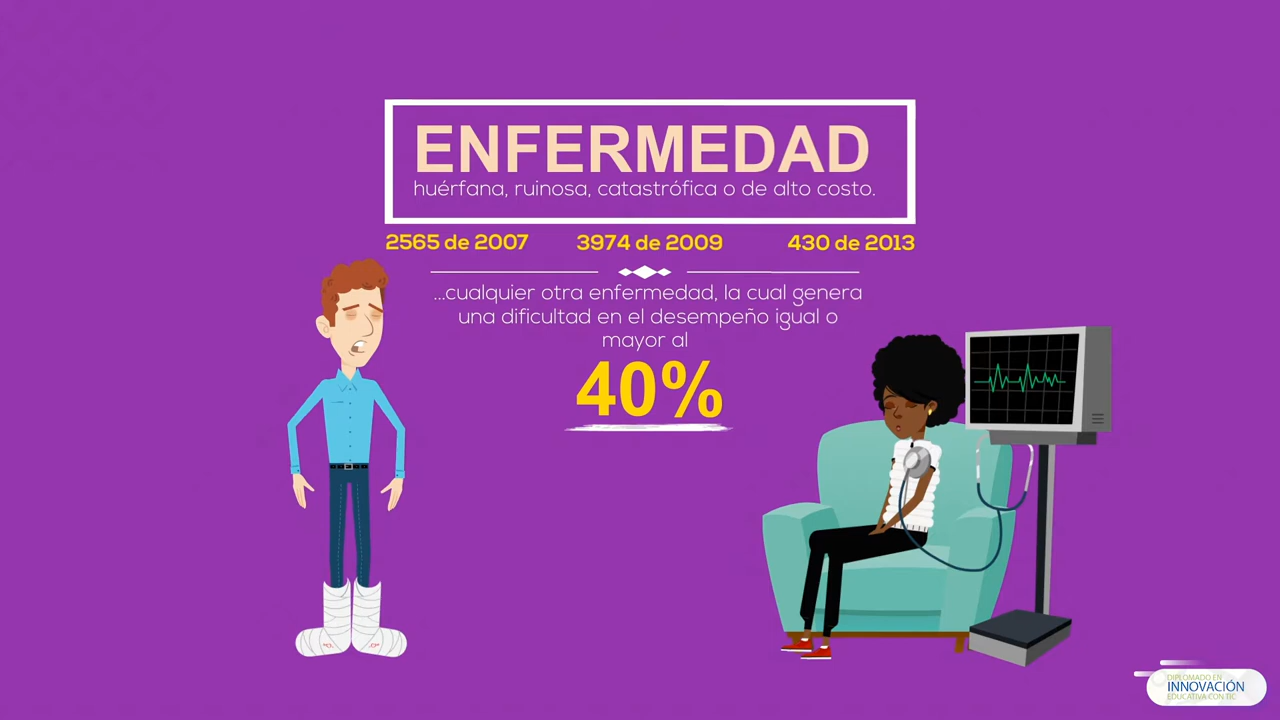 ENFERMEDAD
huérfana, ruinosa, catastrófica o de alto costo.
2565 de 2007 3974 de 2009 430 de 2013
...cualquier otra enfermedad, la cual genera
una dificultad en el desempeño igual o
mayor al
40%
DIPLOMADO EN
INNOVACIÓN
EDUCATIVA CON TIC